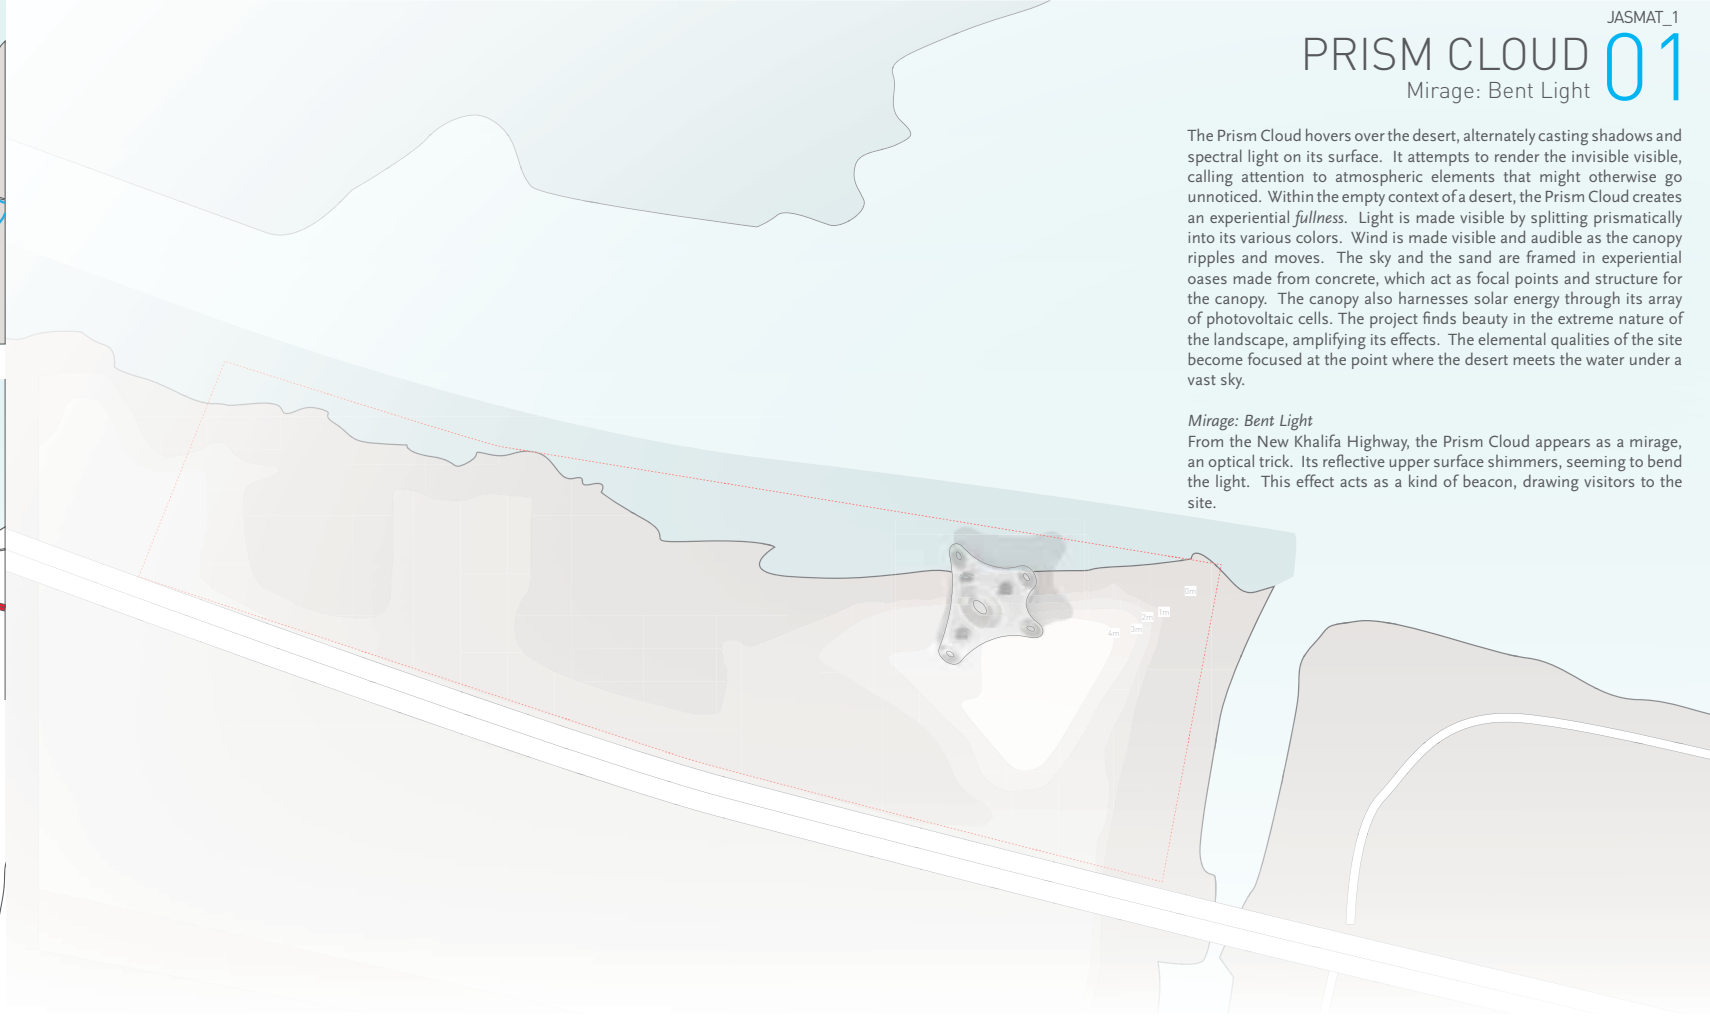 JASMAT_1
PRISM CLOUD 01
Mirage: Bent Light
The Prism Cloud hovers over the desert, alternately casting shadows and
spectral light on its surface. It attempts to render the invisible visible,
calling attention to atmospheric elements that might otherwise go
unnoticed. Within the empty context of a desert, the Prism Cloud creates
an experiential fullness. Light is made visible by splitting prismatically
into its various colors. Wind is made visible and audible as the canopy
ripples and moves. The sky and the sand are framed in experiential
oases made from concrete, which act as focal points and structure for
the canopy. The canopy also harnesses solar energy through its array
of photovoltaic cells. The project finds beauty in the extreme nature of
the landscape, amplifying its effects. The elemental qualities of the site
become focused at the point where the desert meets the water under a
vast sky.
Mirage: Bent Light
From the New Khalifa Highway, the Prism Cloud appears as a mirage,
an optical trick. Its reflective upper surface shimmers, seeming to bend
the light. This effect acts as a kind of beacon, drawing visitors to the
site.
0m
1m
2m
3m
4m